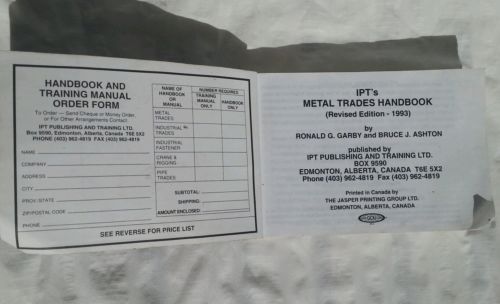 HANDBOOK AND
TRAINING MANUAL
ORDER FORM
To Order — Send Cheque or Money Order,
or For Other Arrangements Contact:
IPT PUBLISHING AND TRAINING LTD.
Box 9590, Edmonton, Alberta, Canada T6E 5X2
PHONE (403) 962-4819 FAX (403) 962-4819
NAME
COMPANY
ADDRESS
CITY
PROV./STATE
ZIP/POSTAL CODE
PHONE
NAME OF
HANDBOOK
OR
MANUAL
NUMBER REQUIRED
TRAINING
MANUAL
ONLY
HANDBOOK
ONLY
METAL
TRADES
INDUSTRIAL
TRADES
INDUSTRIAL
FASTENER
CRANE &
RIGGING
PIPE
TRADES
SUBTOTAL:
SHIPPING:
AMOUNT ENCLOSED:
SEE REVERSE FOR PRICE LIST
IPT's
METAL TRADES HANDBOOK
(Revised Edition - 1993)
by
RONALD G. GARBY and BRUCE J. ASHTON
published by
IPT PUBLISHING AND TRAINING LTD.
BOX 9590
EDMONTON, ALBERTA, CANADA T6E 5X2
Phone (403) 962-4819 Fax (403) 962-4819
Printed in Canada by
THE JASPER PRINTING GROUP LTD.
EDMONTON, ALBERTA, CANADA